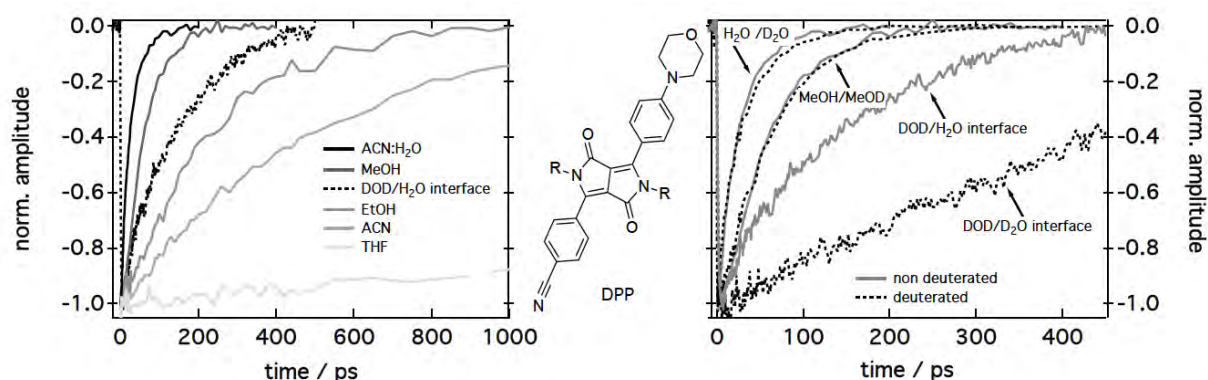 0.0
-0.2
-0.4
-0.6
-0.8
-1.0
norm. amplitude
ACN:H₂O
MeOH
DOD/H₂O interface
EtOH
ACN
THF
0 200 400 600 800 1000
time / ps
O
N
O
R-N
N-R
O
N
DPP
H₂O /D₂O
MeOH/MeOD
DOD/H₂O interface
DOD/D₂O interface
non deuterated
deuterated
0.0
-0.2
-0.4
-0.6
-0.8
-1.0
norm. amplitude
0 100 200 300 400
time / ps